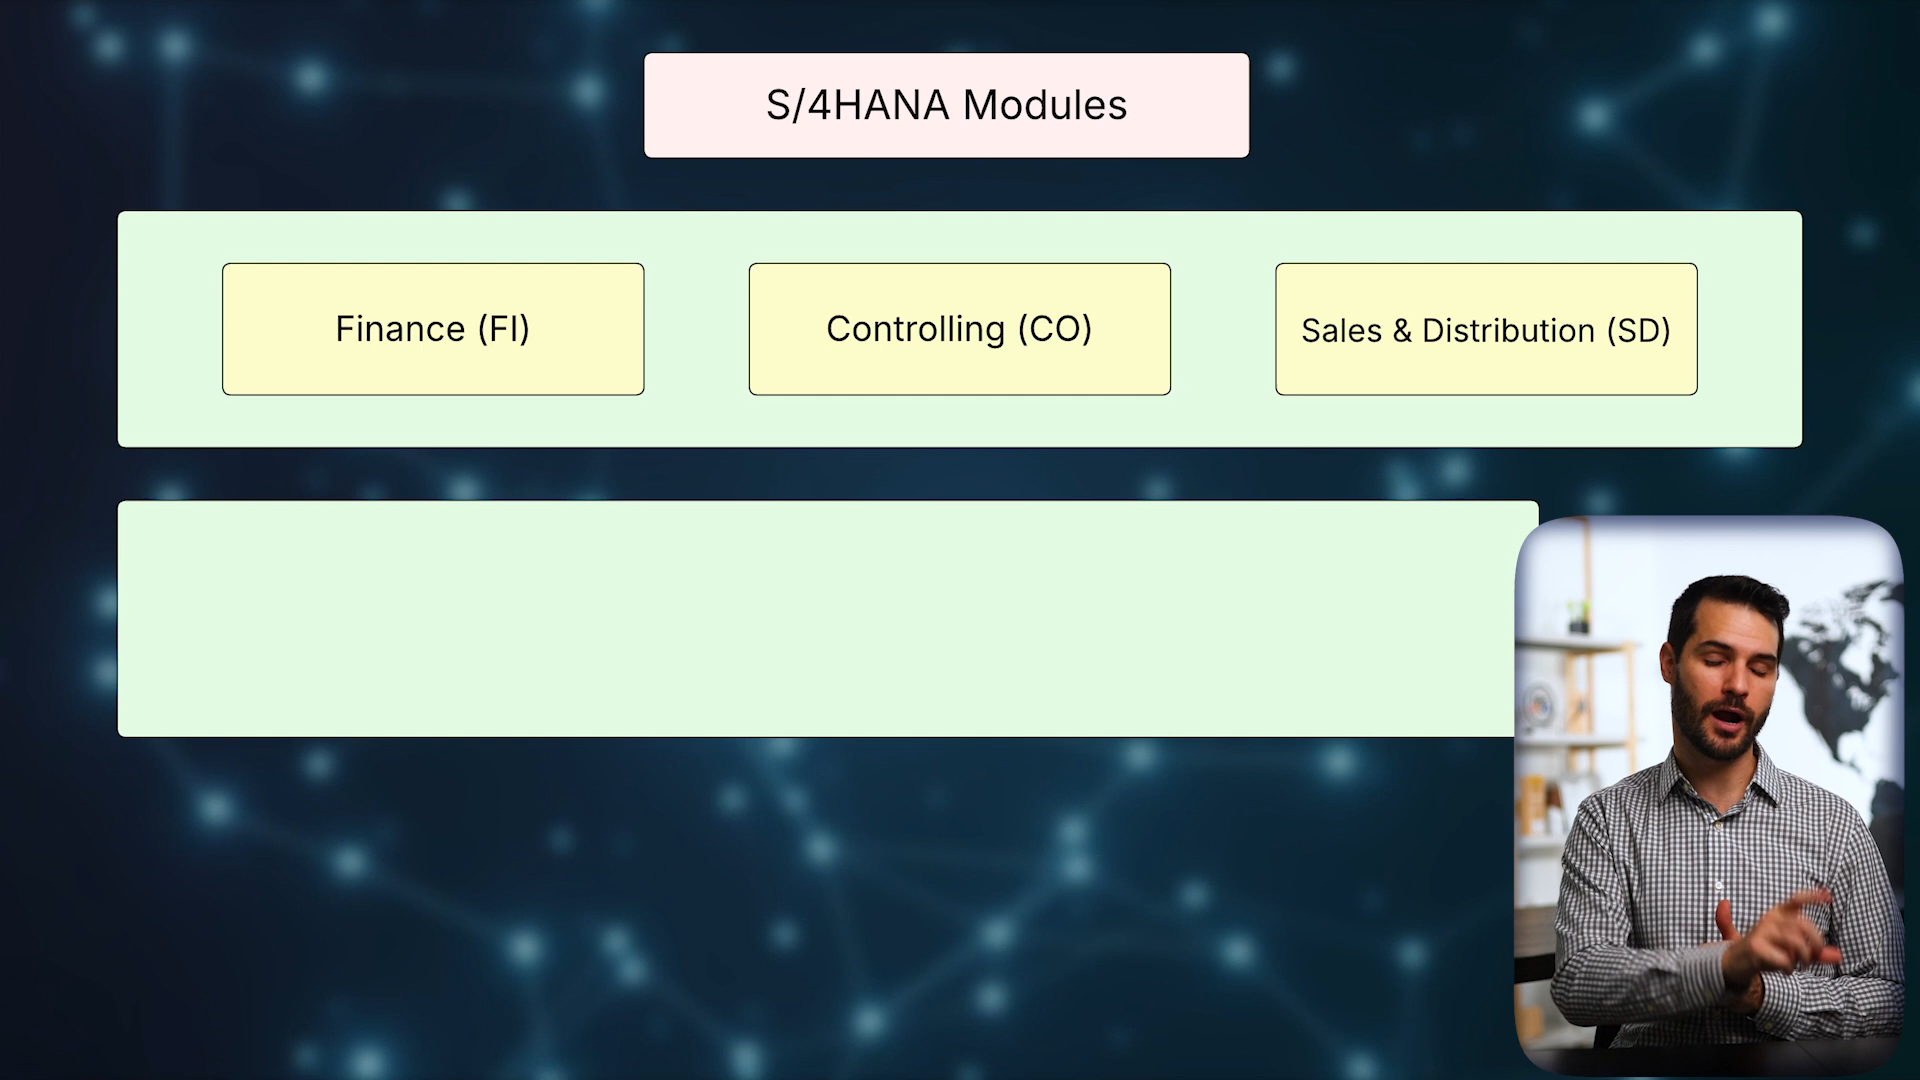 S/4HANA Modules
Finance (FI)
Controlling (CO)
Sales & Distribution (SD)